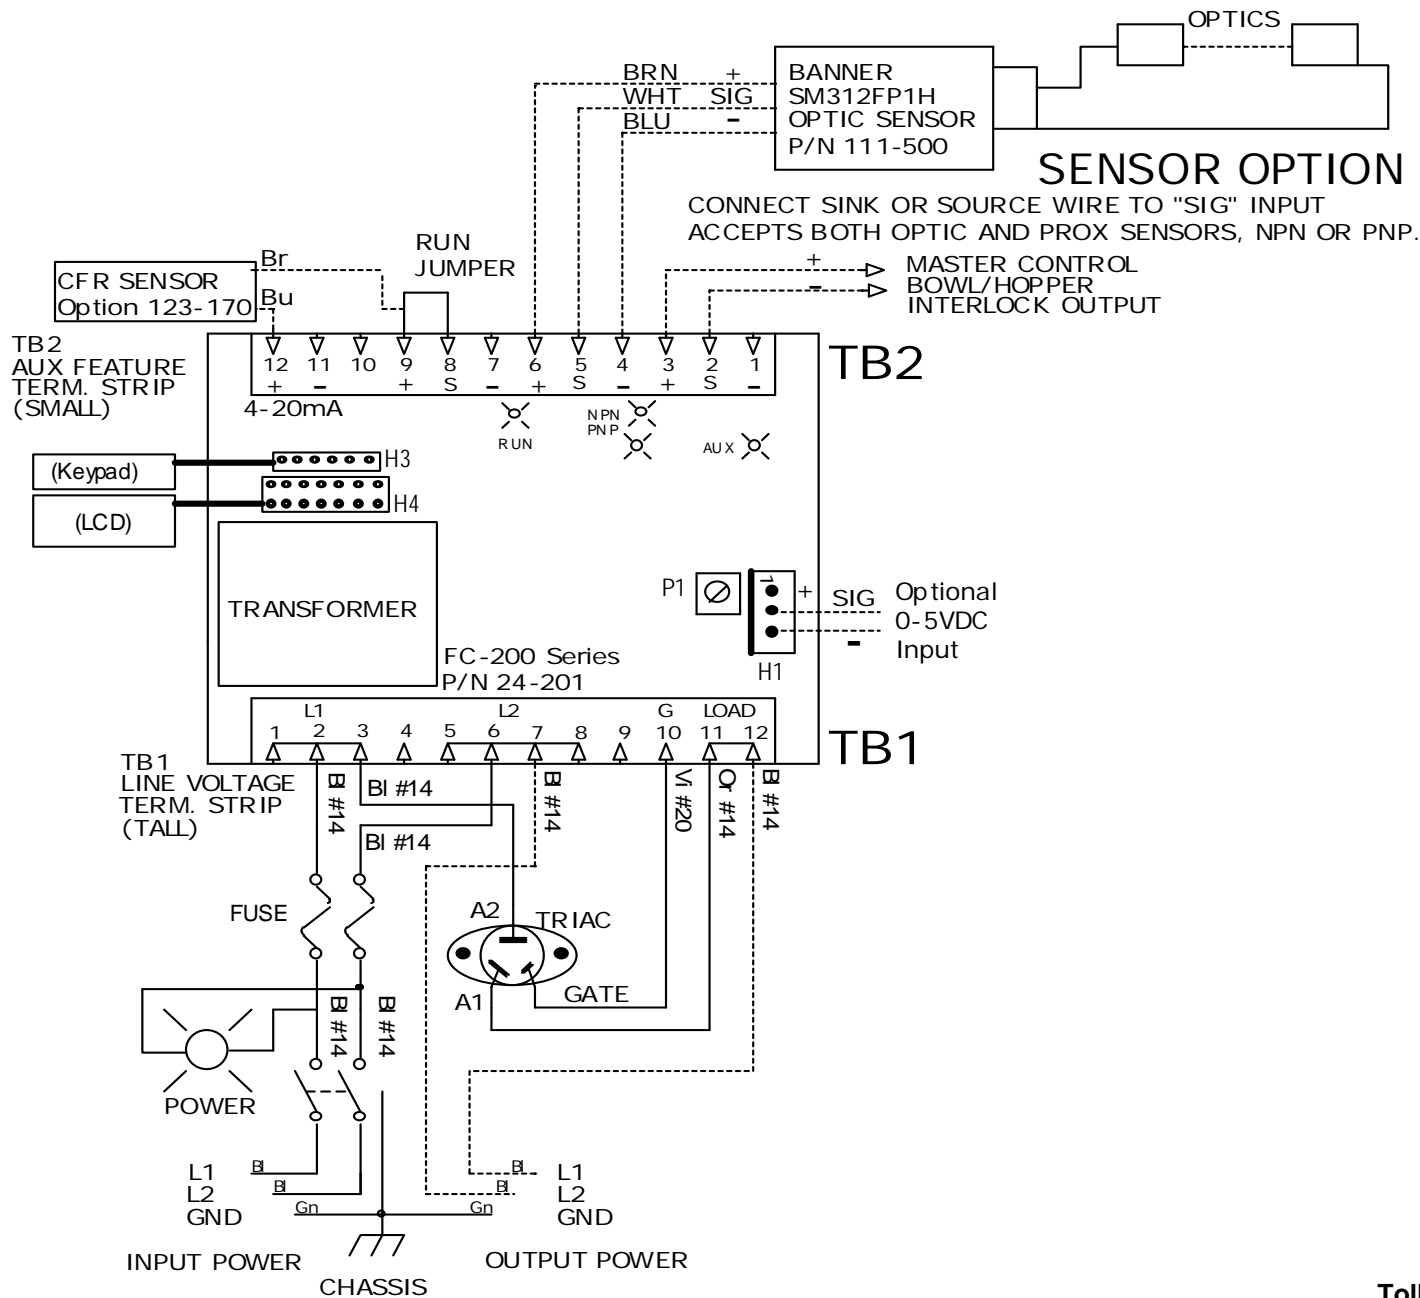 OPTICS
BRN +
WHT SIG
BLU -
BANNER
SM312FP1H
OPTIC SENSOR
P/N 111-500
SENSOR OPTION
CONNECT SINK OR SOURCE WIRE TO "SIG" INPUT
ACCEPTS BOTH OPTIC AND PROX SENSORS, NPN OR PNP.
RUN
JUMPER
+ MASTER CONTROL
- BOWL/HOPPER
INTERLOCK OUTPUT
CFR SENSOR
Option 123-170
Br
Bu
TB2
AUX FEATURE
TERM. STRIP
(SMALL)
12 11 10 9 8 7 6 5 4 3 2 1
+ - + S - + S - + S -
TB2
4-20mA
RUN
NPN
PNP
AUX
(Keypad)
H3
(LCD)
H4
TRANSFORMER
P1
1
+
SIG
-
Optional
0-5VDC
Input
H1
FC-200 Series
P/N 24-201
L1 L2 G LOAD
1 2 3 4 5 6 7 8 9 10 11 12
TB1
TB1
LINE VOLTAGE
TERM. STRIP
(TALL)
Bl #14
Bl #14
Bl #14
Bl #14
Vi #20
Or #14
Bl #14
FUSE
A2
TRIAC
A1
GATE
Bl #14
Bl #14
POWER
L1 Bl
L2 Bl
GND Gn
Bl L1
Bl L2
Gn GND
INPUT POWER
OUTPUT POWER
CHASSIS
Toll